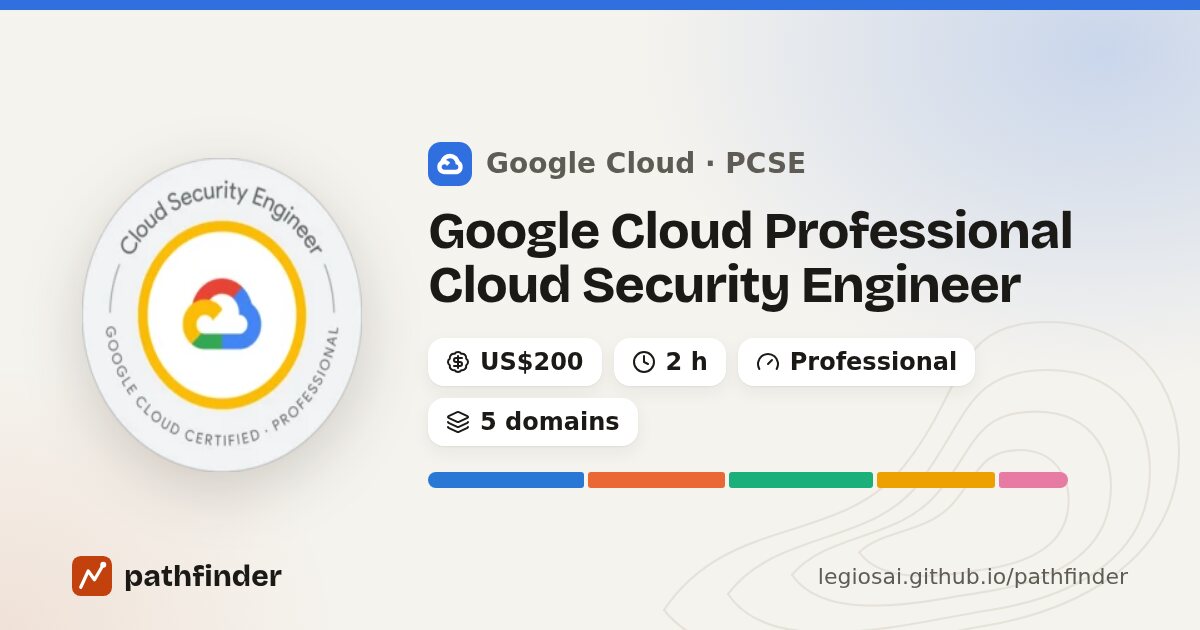 Cloud Security Engineer
GOOGLE CLOUD CERTIFIED · PROFESSIONAL
Google Cloud · PCSE
Google Cloud Professional
Cloud Security Engineer
US$200
2 h
Professional
5 domains
pathfinder
legiosai.github.io/pathfinder